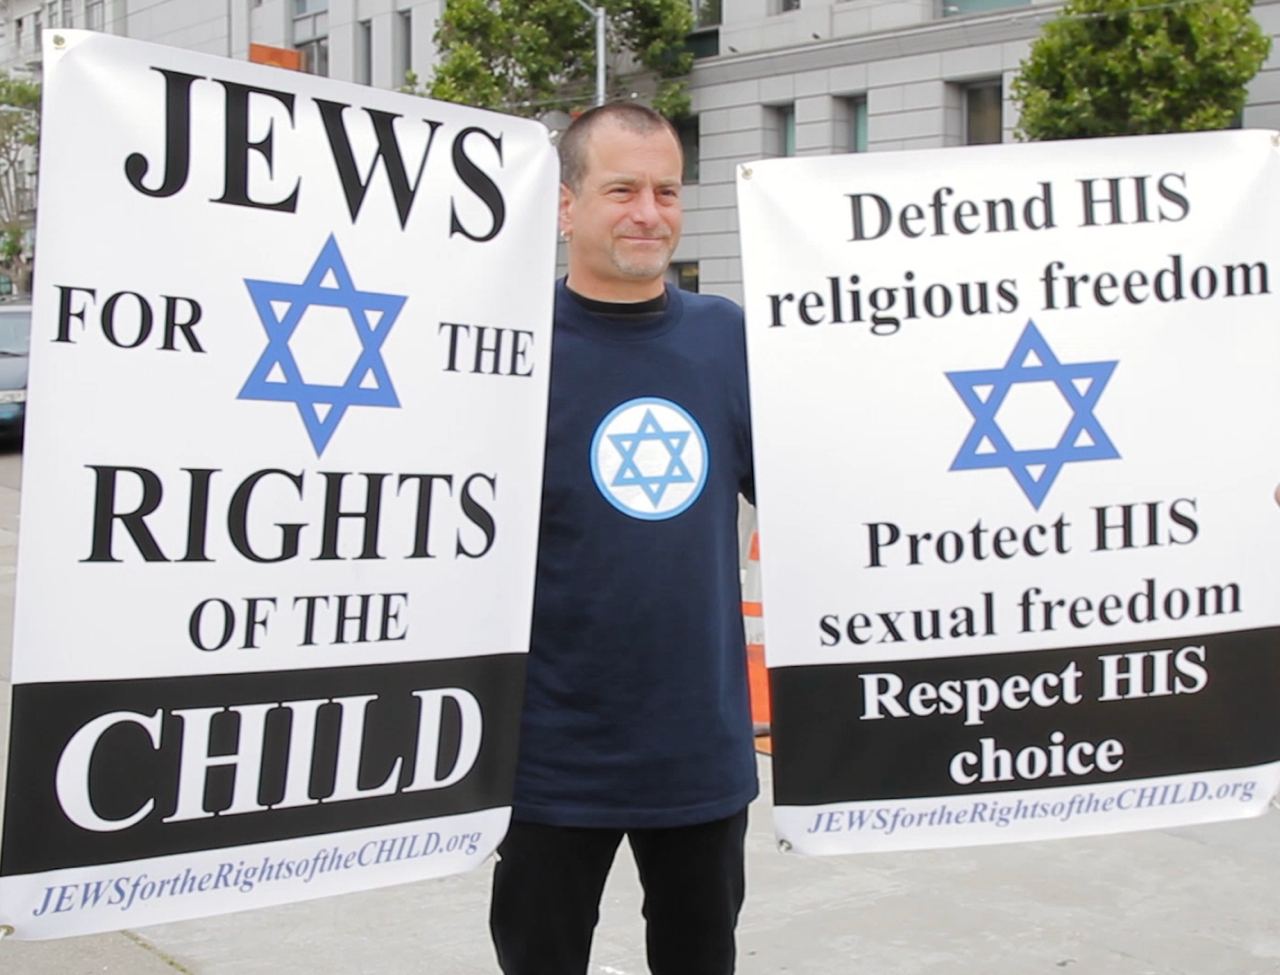 JEWS
FOR THE
RIGHTS
OF THE
CHILD
JEWSfortheRightsoftheCHILD.org
Defend HIS
religious freedom
Protect HIS
sexual freedom
Respect HIS
choice
JEWSfortheRightsoftheCHILD.org